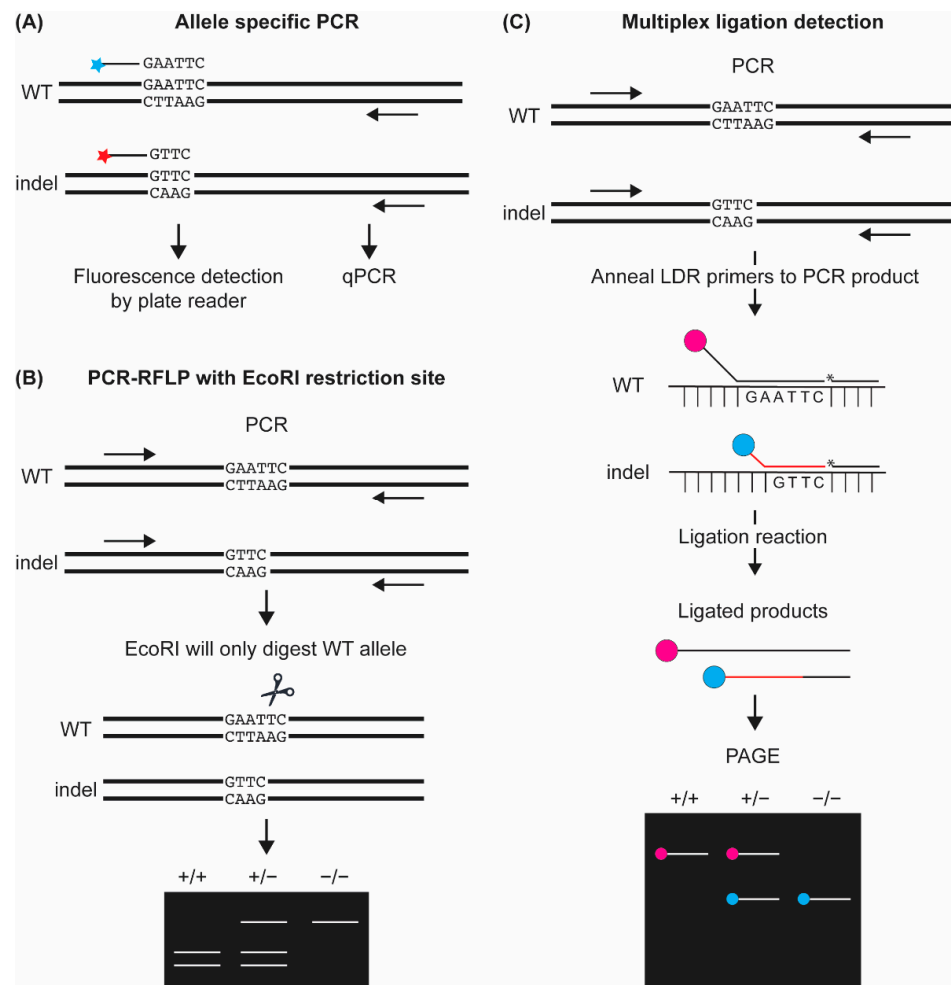 (A) Allele specific PCR
GAATTC
WT
GAATTC
CTTAAG
GTTC
indel
GTTC
CAAG
Fluorescence detection
by plate reader
qPCR
(B) PCR-RFLP with EcoRI restriction site
PCR
WT
GAATTC
CTTAAG
indel
GTTC
CAAG
EcoRI will only digest WT allele
WT
GAATTC
CTTAAG
indel
GTTC
CAAG
+/+ +/− −/−
(C) Multiplex ligation detection
PCR
WT
GAATTC
CTTAAG
indel
GTTC
CAAG
Anneal LDR primers to PCR product
*
WT
GAATTC
*
indel
GTTC
Ligation reaction
Ligated products
PAGE
+/+ +/− −/−